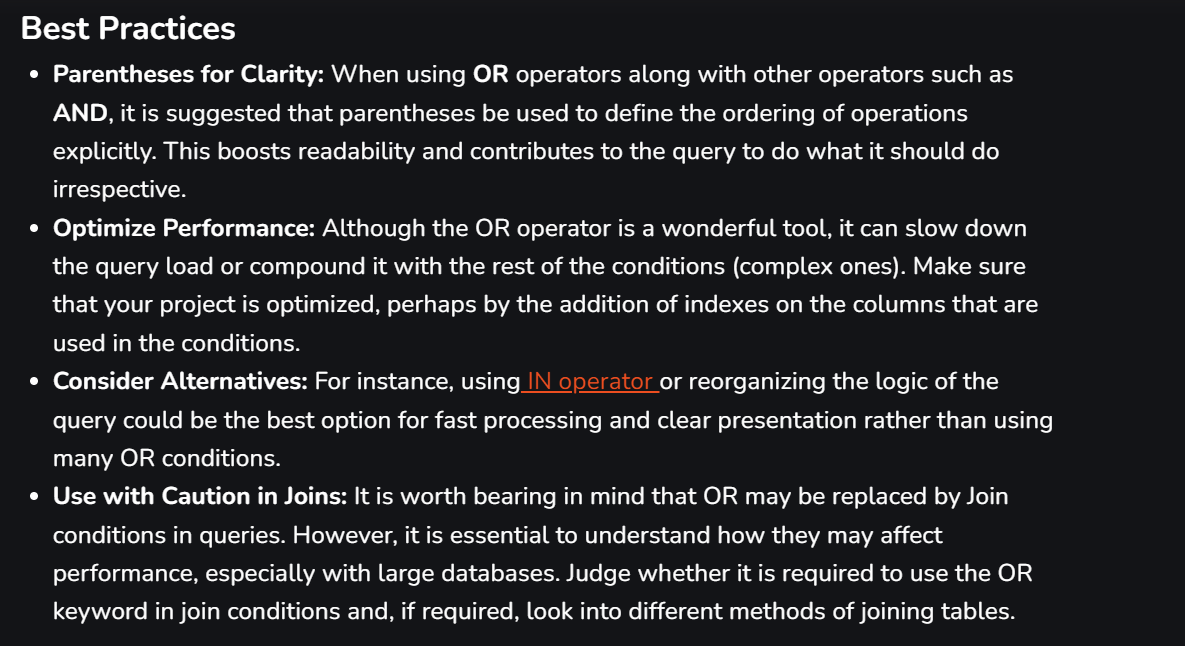 Best Practices
• Parentheses for Clarity: When using OR operators along with other operators such as
AND, it is suggested that parentheses be used to define the ordering of operations
explicitly. This boosts readability and contributes to the query to do what it should do
irrespective.
• Optimize Performance: Although the OR operator is a wonderful tool, it can slow down
the query load or compound it with the rest of the conditions (complex ones). Make sure
that your project is optimized, perhaps by the addition of indexes on the columns that are
used in the conditions.
• Consider Alternatives: For instance, using IN operator or reorganizing the logic of the
query could be the best option for fast processing and clear presentation rather than using
many OR conditions.
• Use with Caution in Joins: It is worth bearing in mind that OR may be replaced by Join
conditions in queries. However, it is essential to understand how they may affect
performance, especially with large databases. Judge whether it is required to use the OR
keyword in join conditions and, if required, look into different methods of joining tables.